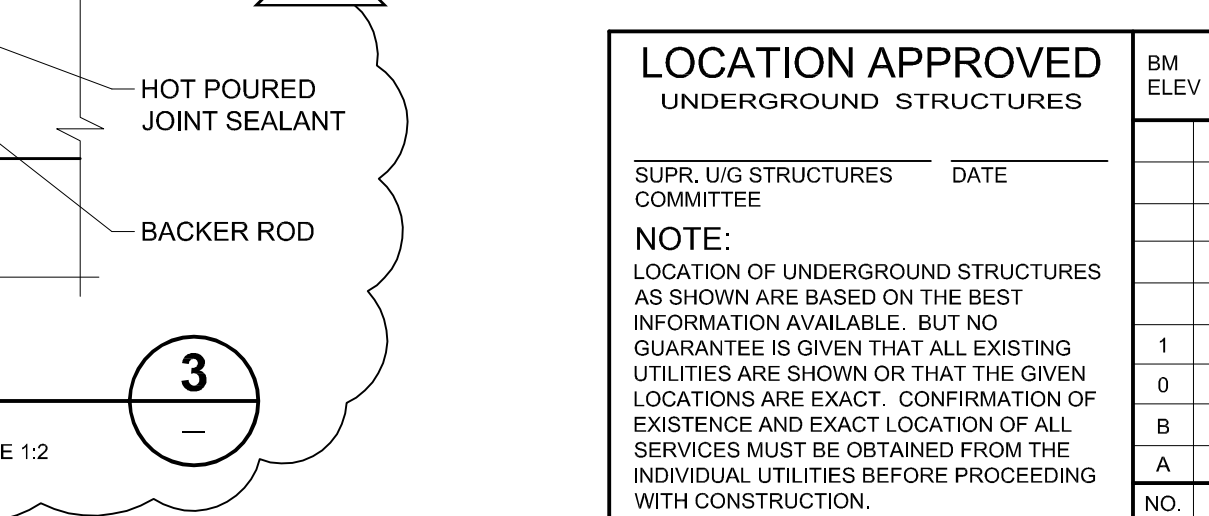 HOT POURED
JOINT SEALANT
BACKER ROD
3
–
E 1:2
LOCATION APPROVED
UNDERGROUND STRUCTURES
SUPR. U/G STRUCTURES DATE
COMMITTEE
NOTE:
LOCATION OF UNDERGROUND STRUCTURES
AS SHOWN ARE BASED ON THE BEST
INFORMATION AVAILABLE. BUT NO
GUARANTEE IS GIVEN THAT ALL EXISTING
UTILITIES ARE SHOWN OR THAT THE GIVEN
LOCATIONS ARE EXACT. CONFIRMATION OF
EXISTENCE AND EXACT LOCATION OF ALL
SERVICES MUST BE OBTAINED FROM THE
INDIVIDUAL UTILITIES BEFORE PROCEEDING
WITH CONSTRUCTION.
BM
ELEV
1
0
B
A
NO.